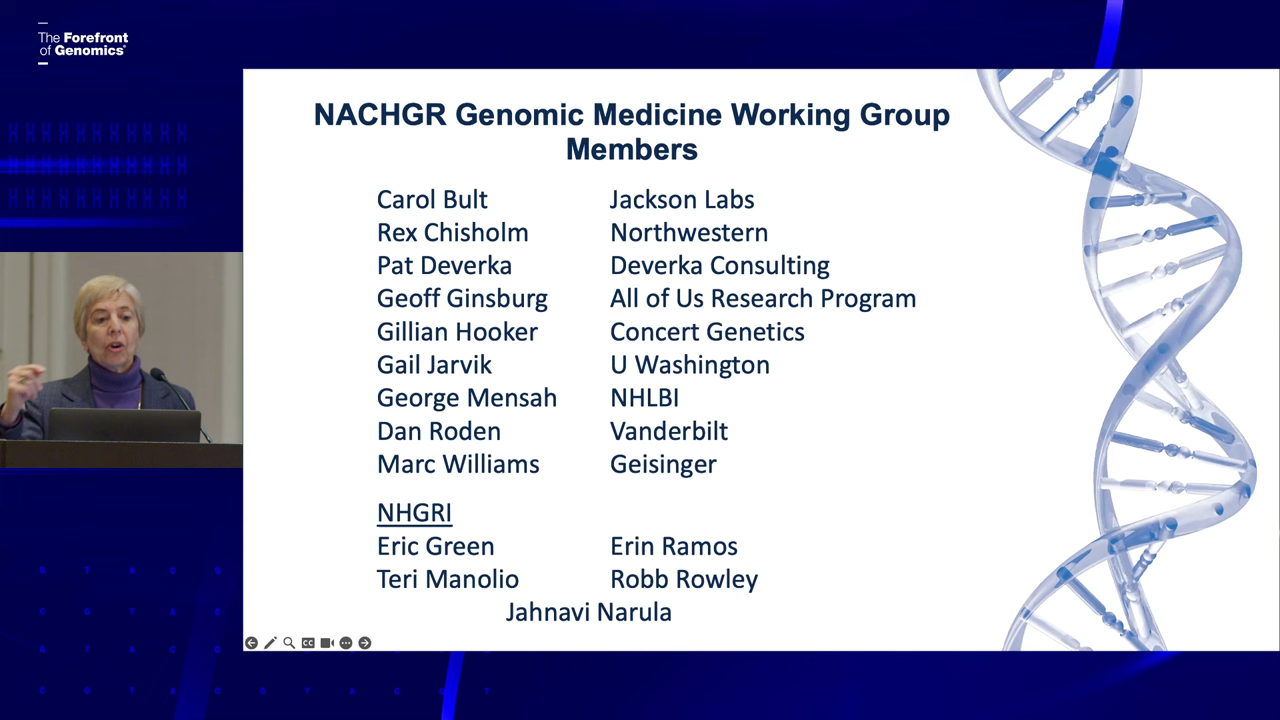 The Forefront
of Genomics®
NACHGR Genomic Medicine Working Group
Members
Carol Bult Jackson Labs
Rex Chisholm Northwestern
Pat Deverka Deverka Consulting
Geoff Ginsburg All of Us Research Program
Gillian Hooker Concert Genetics
Gail Jarvik U Washington
George Mensah NHLBI
Dan Roden Vanderbilt
Marc Williams Geisinger
NHGRI
Eric Green Erin Ramos
Teri Manolio Robb Rowley
Jahnavi Narula